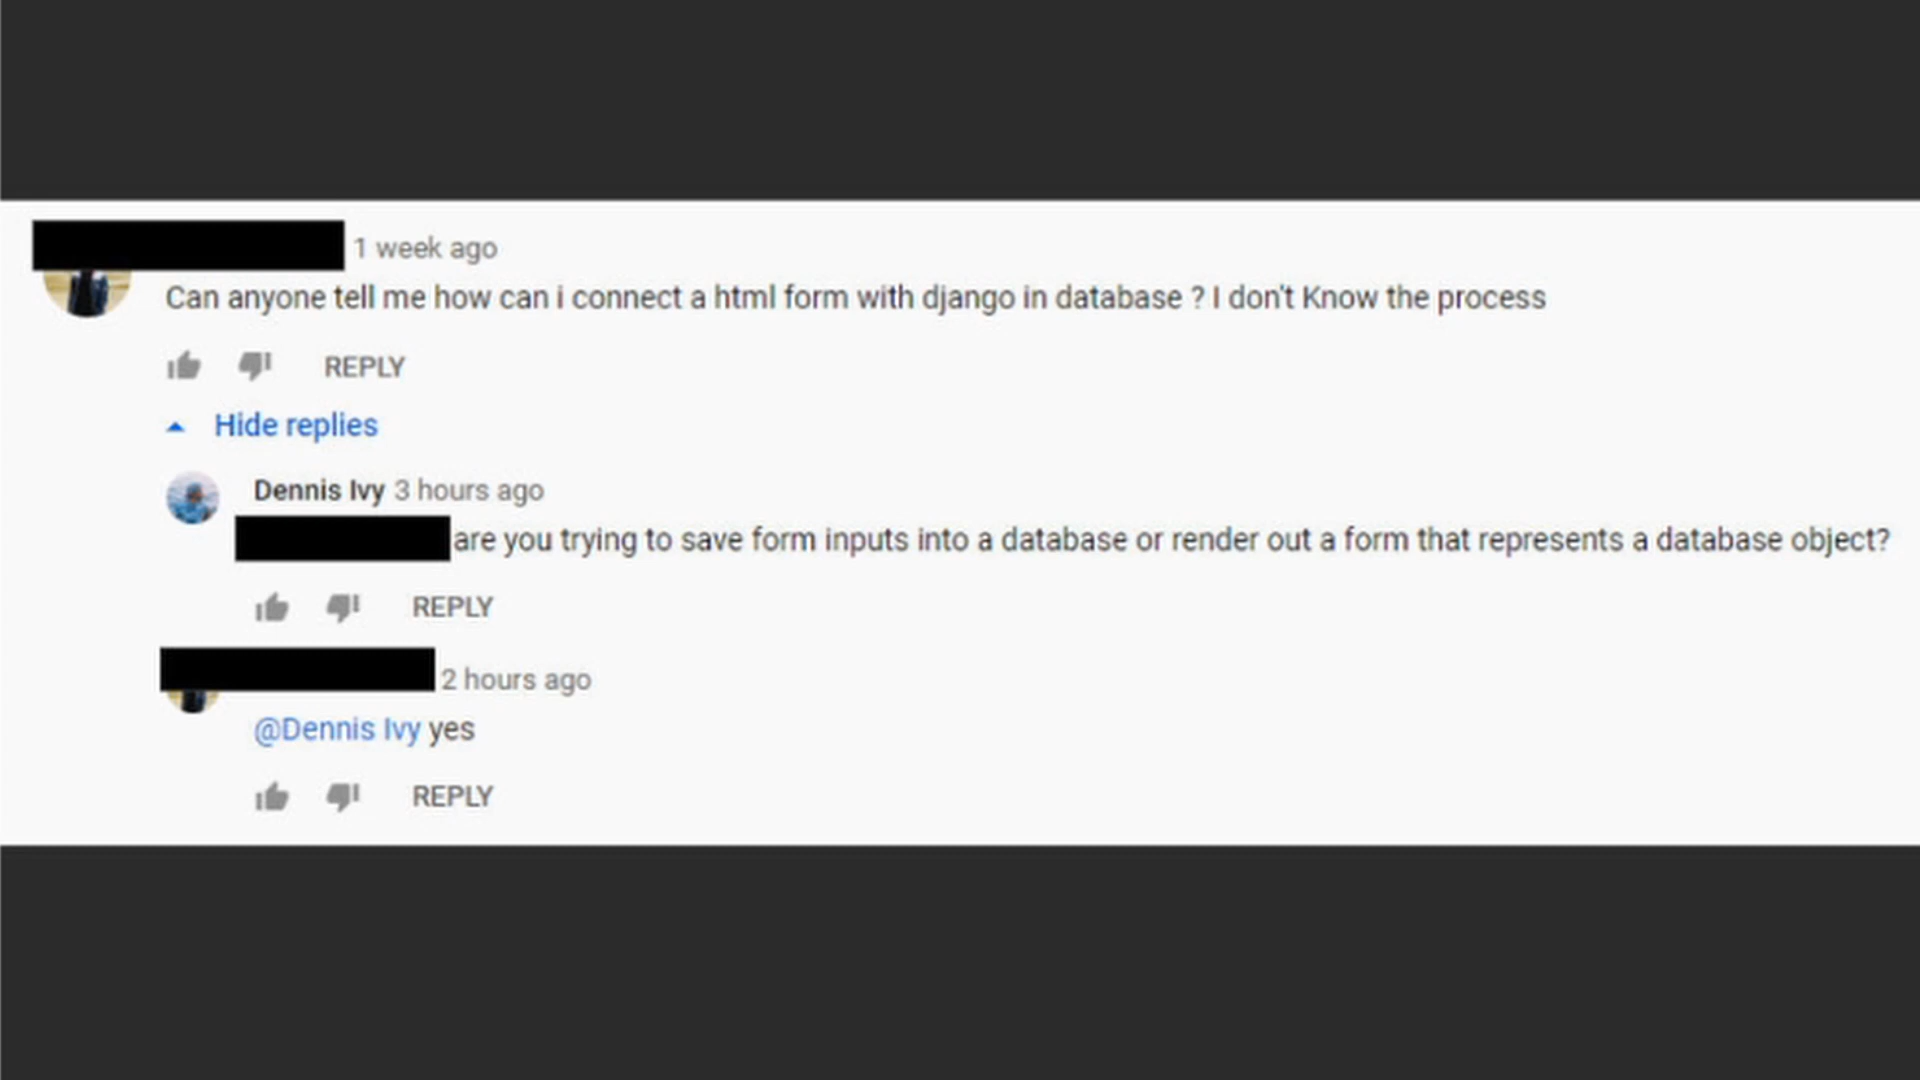 1 week ago
Can anyone tell me how can i connect a html form with django in database ? I don't Know the process
REPLY
Hide replies
Dennis Ivy 3 hours ago
are you trying to save form inputs into a database or render out a form that represents a database object?
REPLY
2 hours ago
@Dennis Ivy yes
REPLY